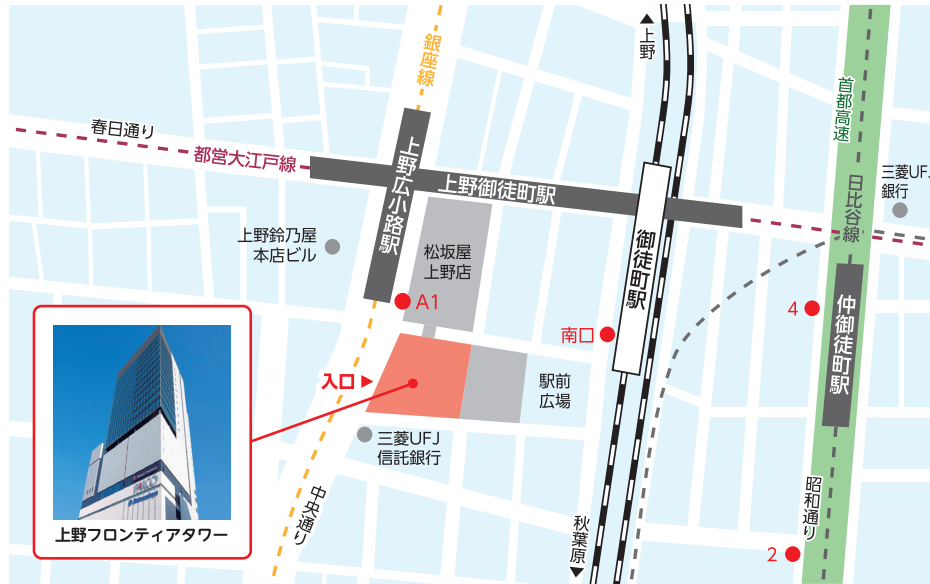 銀座線
▲上野
首都高速
春日通り
都営大江戸線
上野広小路駅
上野御徒町駅
日比谷線
三菱UFJ
銀行
上野鈴乃屋
本店ビル
松坂屋
上野店
御徒町駅
A1
4
仲御徒町駅
南口
入口▶
駅前
広場
三菱UFJ
信託銀行
中央通り
昭和通り
秋葉原▼
2
PARCO
上野フロンティアタワー